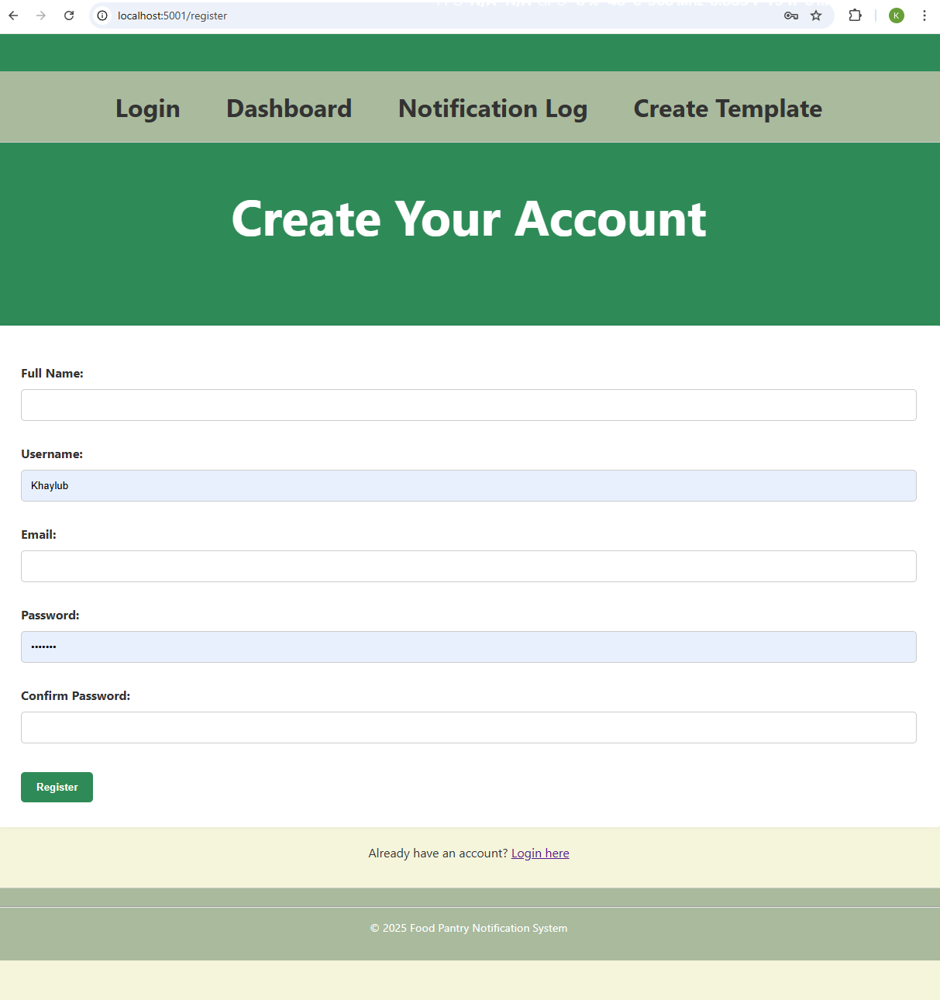 localhost:5001/register
K
Login Dashboard Notification Log Create Template
Create Your Account
Full Name:
Username:
Khaylub
Email:
Password:
•••••••
Confirm Password:
Register
Already have an account? Login here
© 2025 Food Pantry Notification System